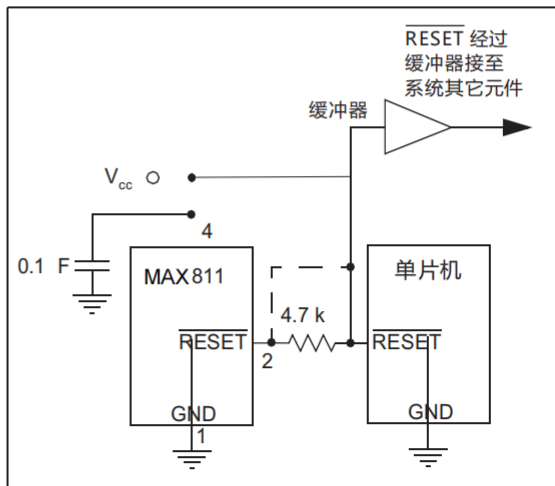 RESET 经过
缓冲器接至
系统其它元件
缓冲器
Vcc
4
0.1 F
MAX811
单片机
4.7 k
RESET
2
RESET
GND
1
GND